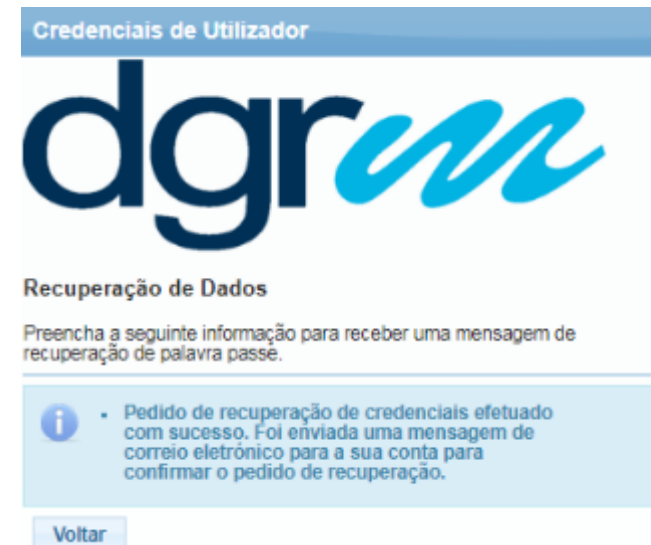 Credenciais de Utilizador
dgrm
Recuperação de Dados
Preencha a seguinte informação para receber uma mensagem de
recuperação de palavra passe.
i
• Pedido de recuperação de credenciais efetuado
com sucesso. Foi enviada uma mensagem de
correio eletrónico para a sua conta para
confirmar o pedido de recuperação.
Voltar